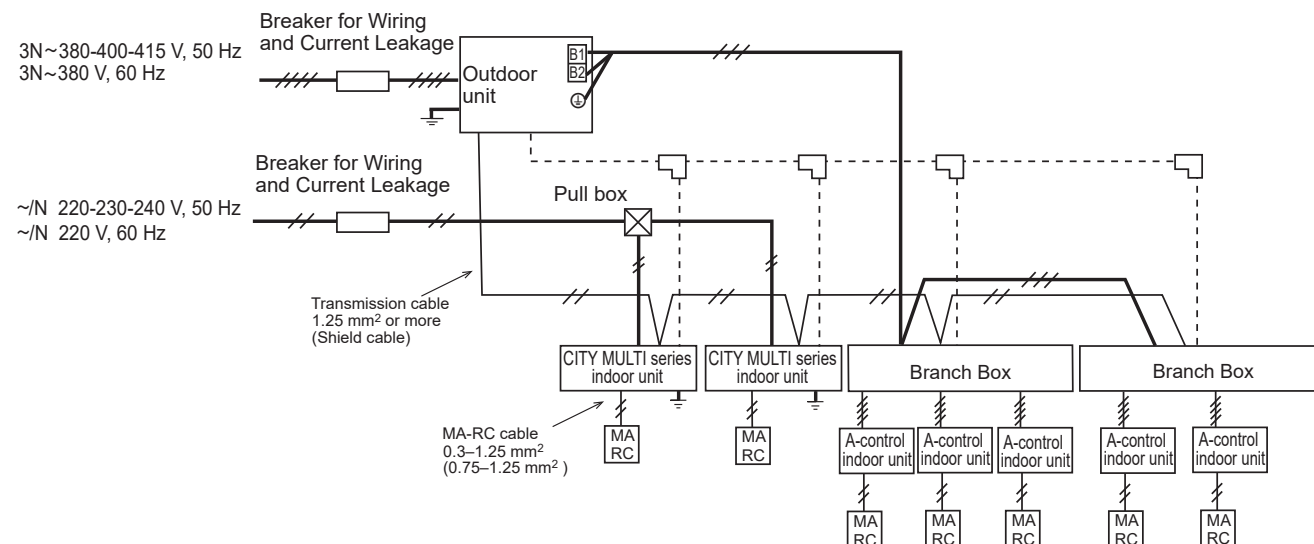 Breaker for Wiring
and Current Leakage
3N~380-400-415 V, 50 Hz
3N~380 V, 60 Hz
Outdoor
unit
B1
B2
Breaker for Wiring
and Current Leakage
~/N 220-230-240 V, 50 Hz
~/N 220 V, 60 Hz
Pull box
Transmission cable
1.25 mm² or more
(Shield cable)
CITY MULTI series
indoor unit
CITY MULTI series
indoor unit
Branch Box
Branch Box
MA-RC cable
0.3–1.25 mm²
(0.75–1.25 mm² )
MA
RC
MA
RC
A-control
indoor unit
A-control
indoor unit
A-control
indoor unit
A-control
indoor unit
A-control
indoor unit
MA
RC
MA
RC
MA
RC
MA
RC
MA
RC